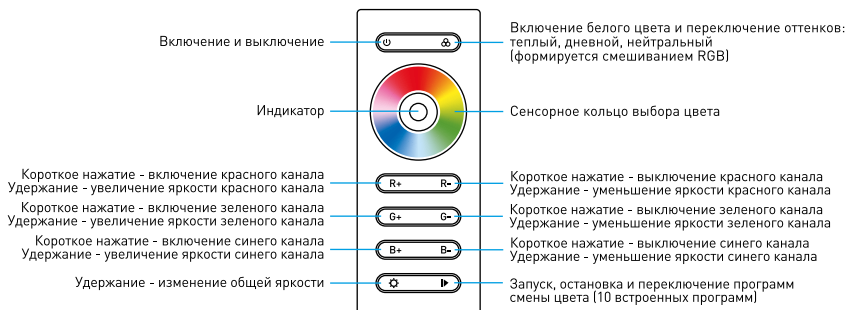 Включение и выключение
Включение белого цвета и переключение оттенков:
теплый, дневной, нейтральный
(формируется смешиванием RGB)
Индикатор
Сенсорное кольцо выбора цвета
Короткое нажатие - включение красного канала
Удержание - увеличение яркости красного канала
R+ R-
Короткое нажатие - выключение красного канала
Удержание - уменьшение яркости красного канала
Короткое нажатие - включение зеленого канала
Удержание - увеличение яркости зеленого канала
G+ G-
Короткое нажатие - выключение зеленого канала
Удержание - уменьшение яркости зеленого канала
Короткое нажатие - включение синего канала
Удержание - увеличение яркости синего канала
B+ B-
Короткое нажатие - выключение синего канала
Удержание - уменьшение яркости синего канала
Удержание - изменение общей яркости
Запуск, остановка и переключение программ
смены цвета (10 встроенных программ)